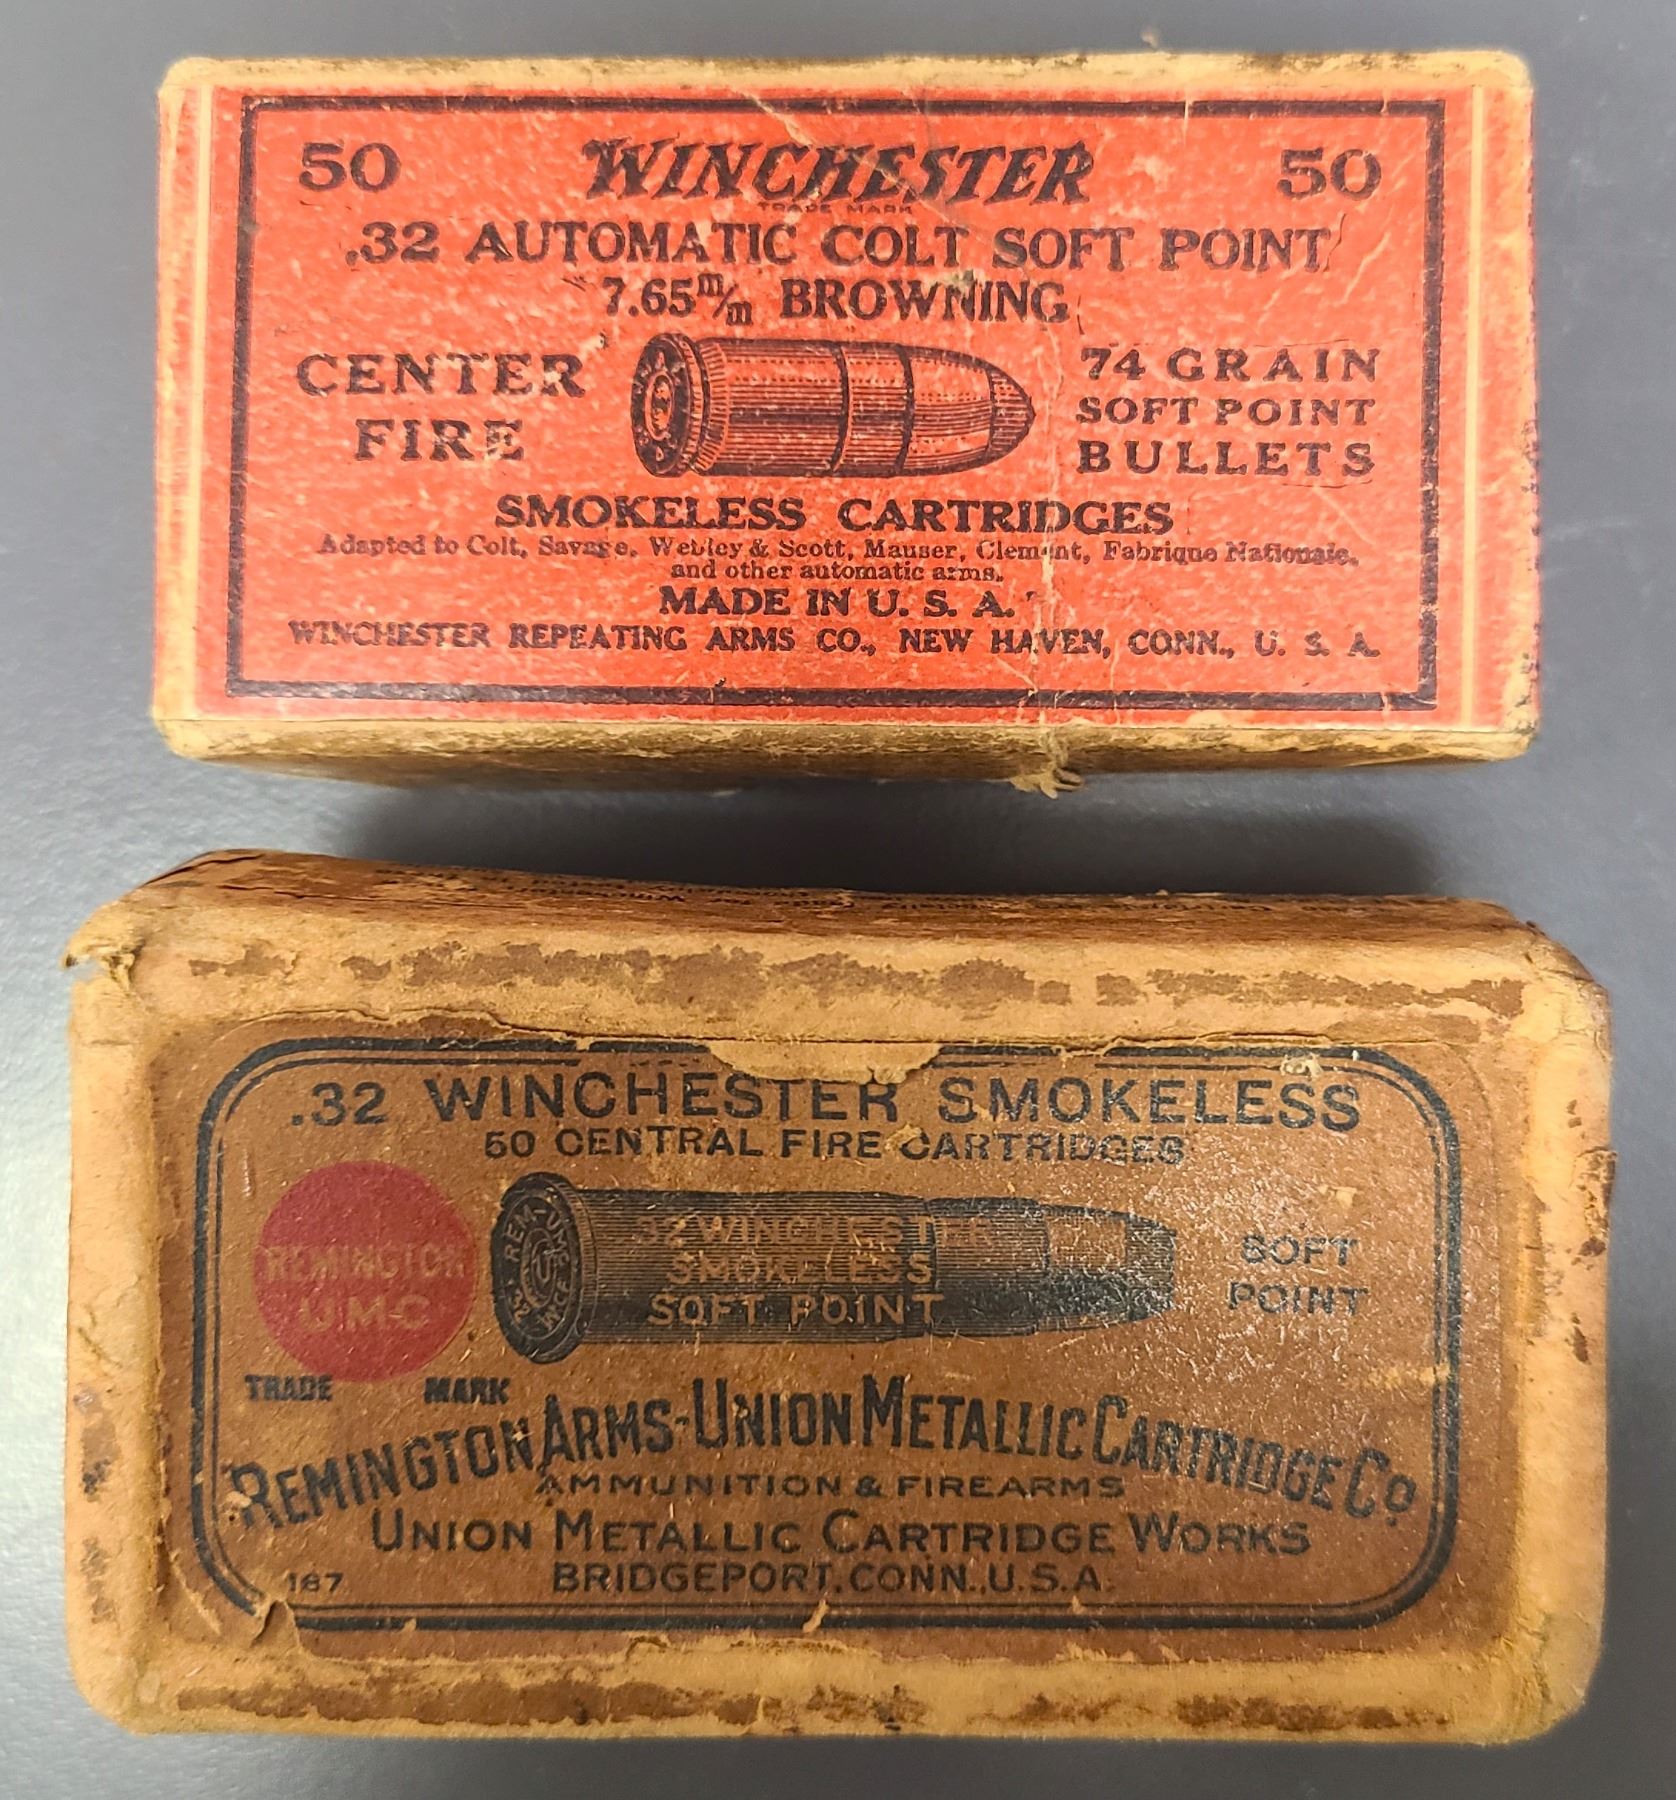 50 WINCHESTER 50
TRADE MARK
.32 AUTOMATIC COLT SOFT POINT
7.65 m/m BROWNING
CENTER
FIRE
74 GRAIN
SOFT POINT
BULLETS
SMOKELESS CARTRIDGES
Adapted to Colt, Savage, Webley & Scott, Mauser, Clement, Fabrique Nationale,
and other automatic arms.
MADE IN U. S. A.
WINCHESTER REPEATING ARMS CO., NEW HAVEN, CONN., U. S. A.
.32 WINCHESTER SMOKELESS
50 CENTRAL FIRE CARTRIDGES
REMINGTON
UMC
TRADE MARK
REM-UMC
32 WINCHESTER
SMOKELESS
SOFT POINT
SOFT
POINT
REMINGTON ARMS-UNION METALLIC CARTRIDGE CO.
AMMUNITION & FIREARMS
UNION METALLIC CARTRIDGE WORKS
BRIDGEPORT, CONN., U.S.A.
187